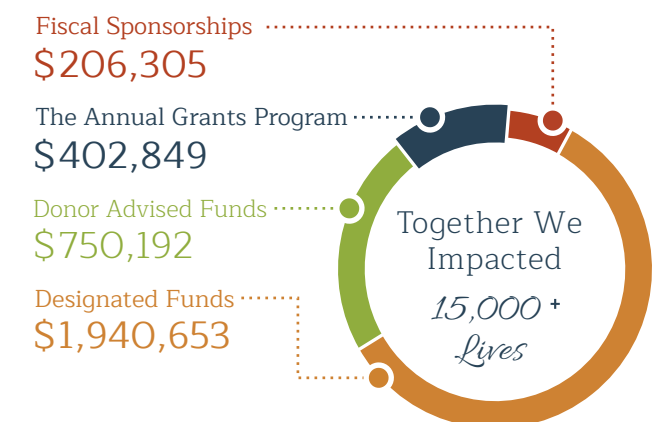 Fiscal Sponsorships
$206,305
The Annual Grants Program
$402,849
Donor Advised Funds
$750,192
Designated Funds
$1,940,653
Together We
Impacted
15,000 +
Lives